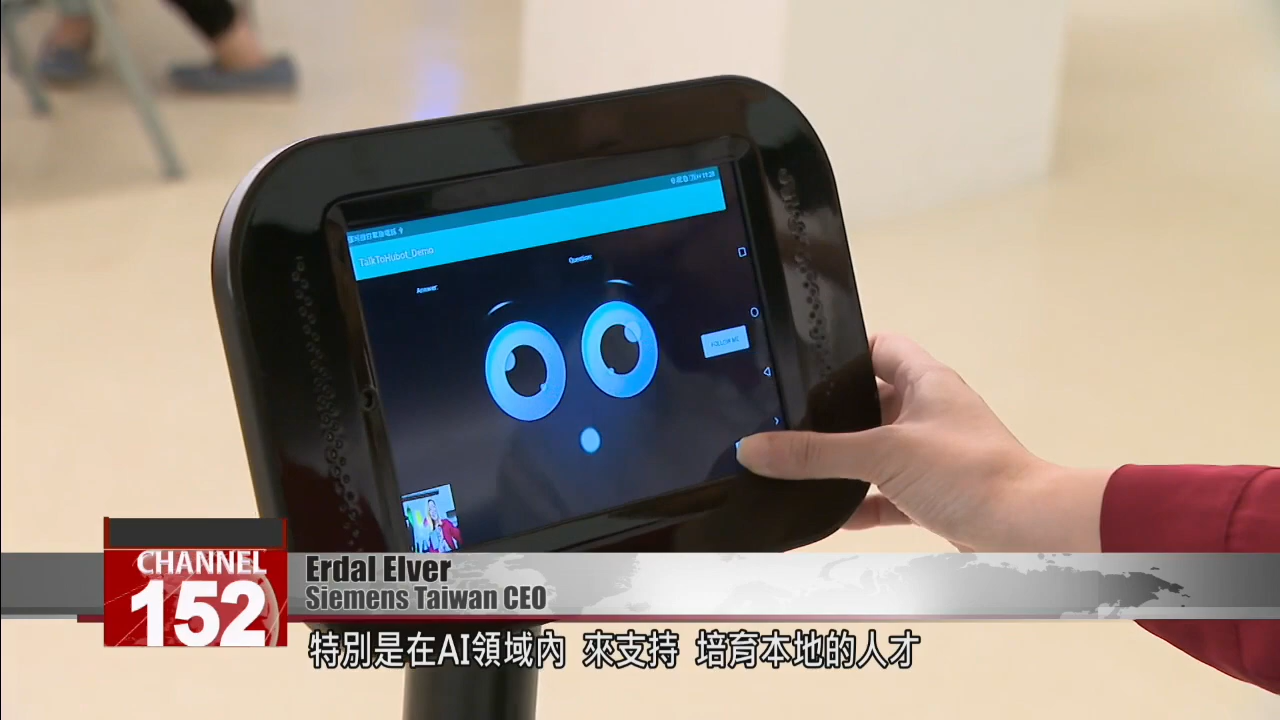 TalkToHubot_Demo
Question:
Answer:
FOLLOW ME
CHANNEL
152
Erdal Elver
Siemens Taiwan CEO
特別是在AI領域內 來支持 培育本地的人才